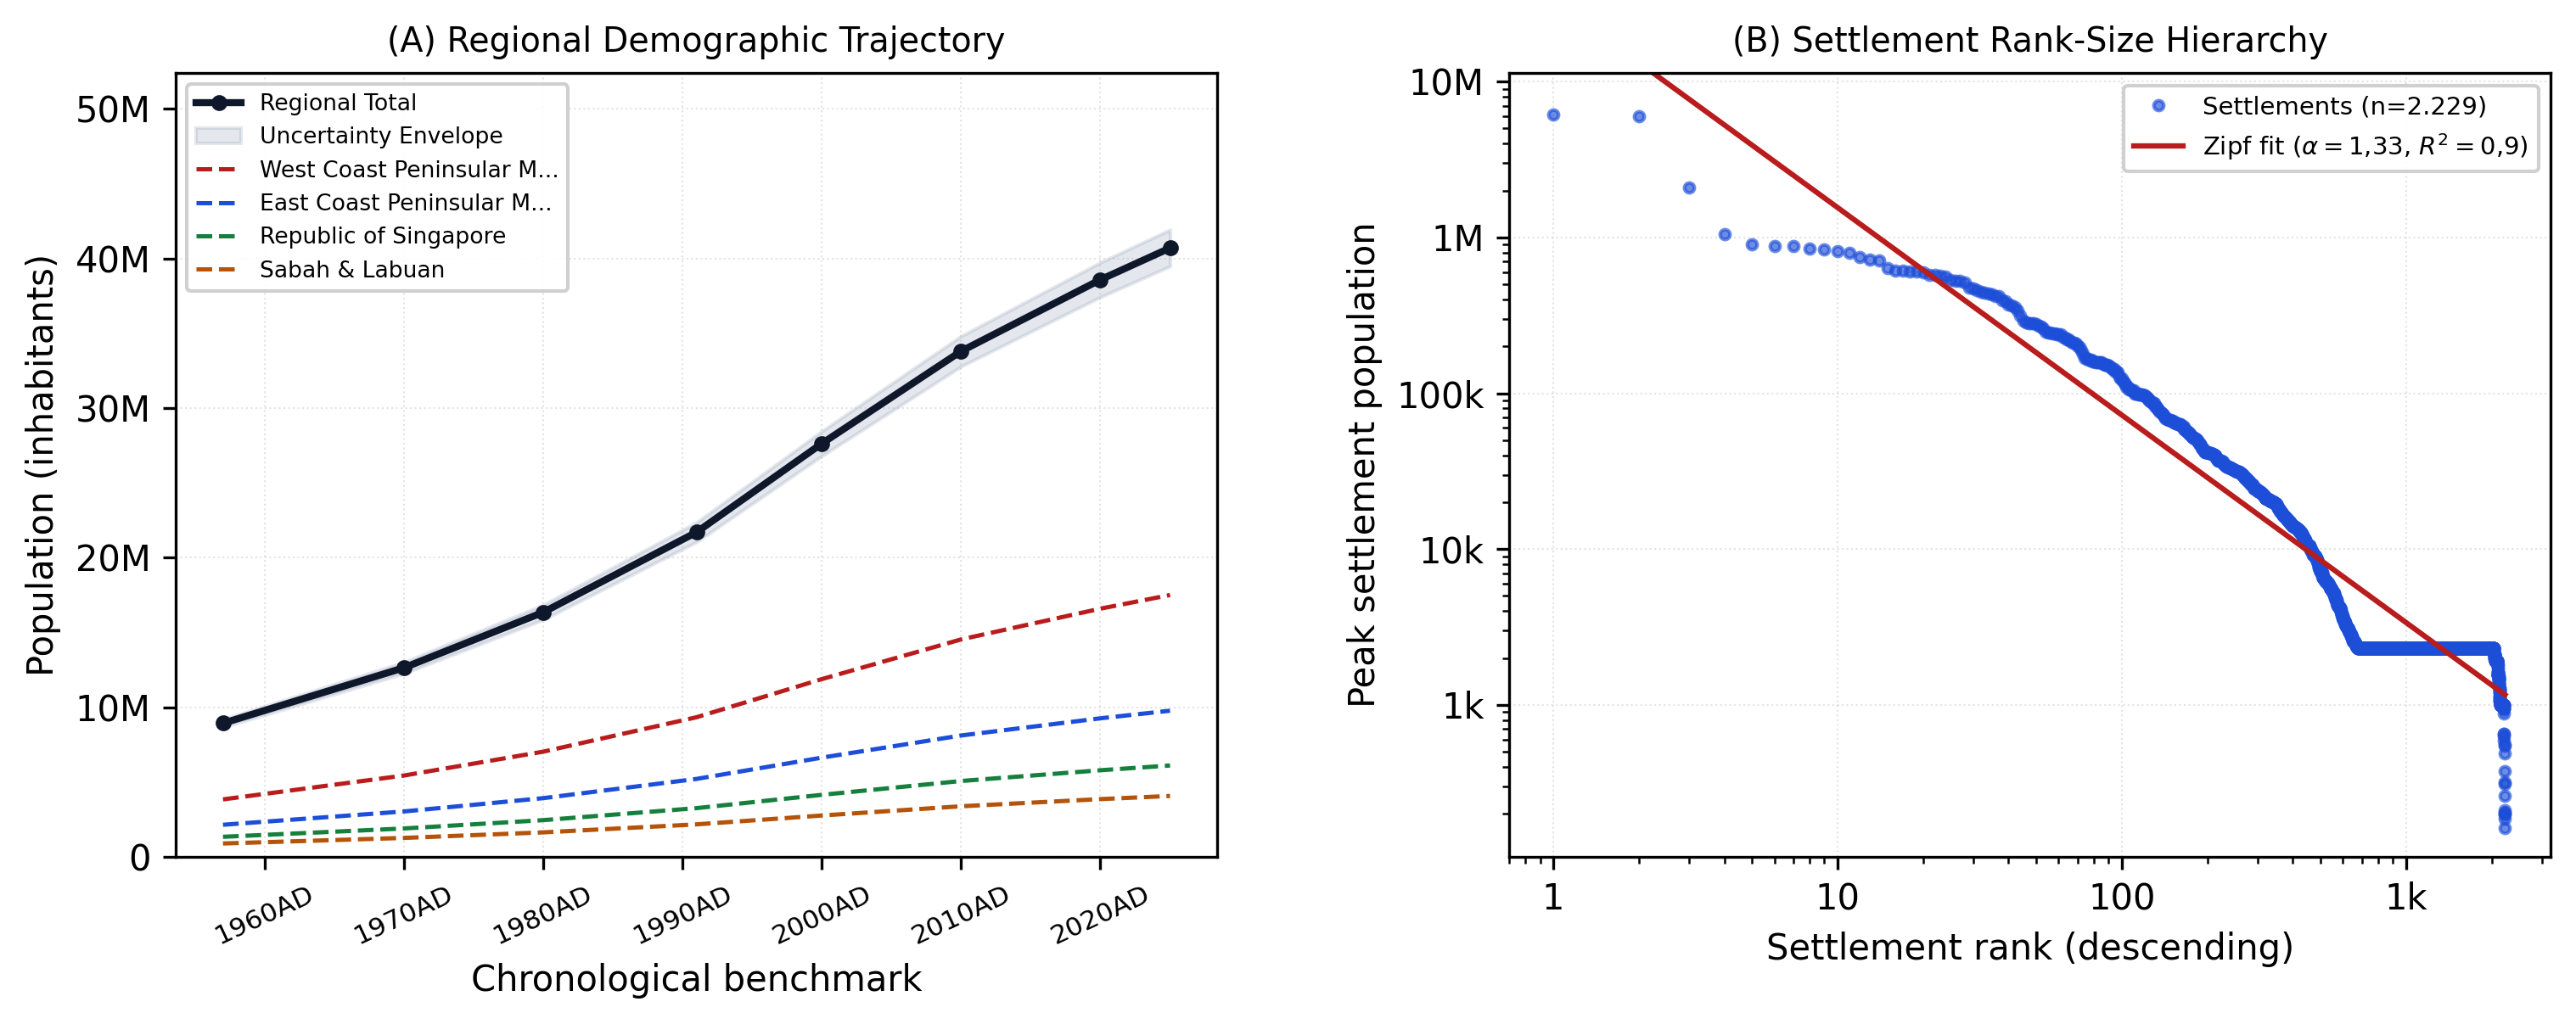 (A) Regional Demographic Trajectory
Population (inhabitants)
50M
40M
30M
20M
10M
0
Regional Total
Uncertainty Envelope
West Coast Peninsular M...
East Coast Peninsular M...
Republic of Singapore
Sabah & Labuan
1960AD
1970AD
1980AD
1990AD
2000AD
2010AD
2020AD
Chronological benchmark
(B) Settlement Rank-Size Hierarchy
Peak settlement population
10M
1M
100k
10k
1k
Settlements (n=2.229)
Zipf fit (α = 1,33, R² = 0,9)
1
10
100
1k
Settlement rank (descending)